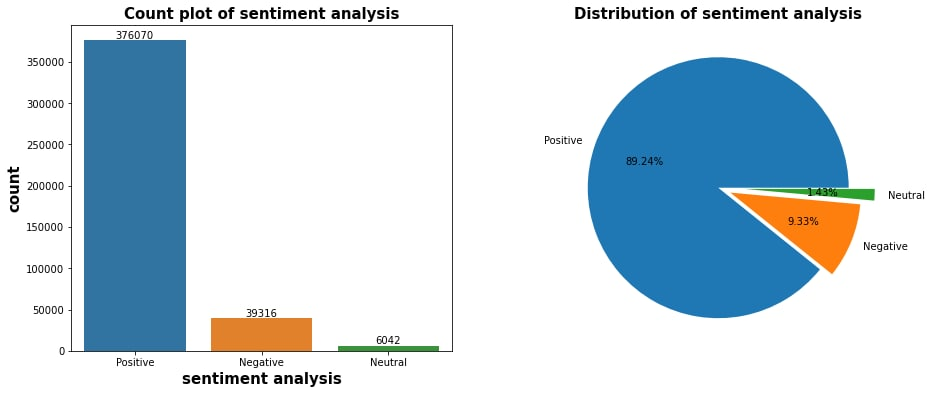 Count plot of sentiment analysis
376070
39316
6042
350000
300000
250000
200000
150000
100000
50000
0
count
Positive
Negative
Neutral
sentiment analysis
Distribution of sentiment analysis
Positive
89.24%
1.43%
Neutral
9.33%
Negative